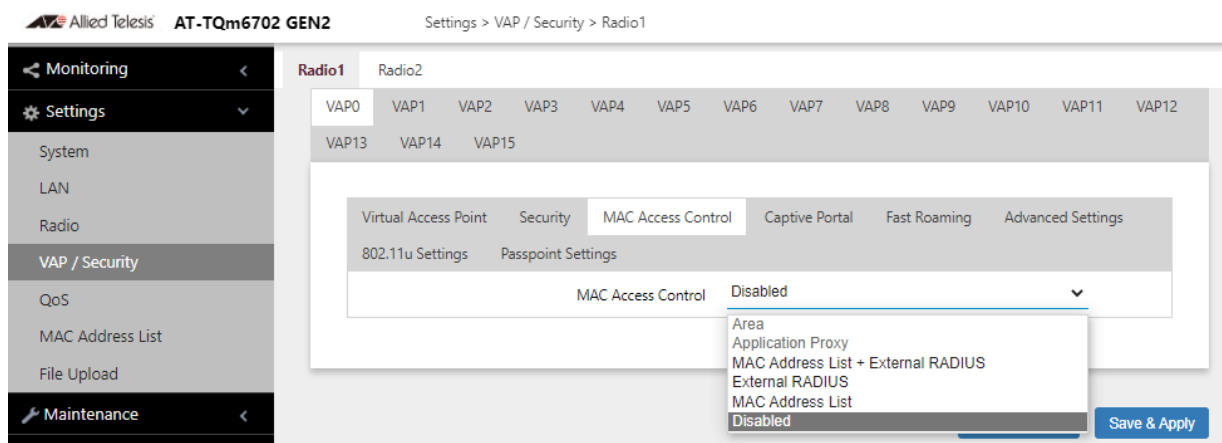 Allied Telesis AT-TQm6702 GEN2 Settings > VAP / Security > Radio1
Monitoring
Radio1 Radio2
Settings
VAP0 VAP1 VAP2 VAP3 VAP4 VAP5 VAP6 VAP7 VAP8 VAP9 VAP10 VAP11 VAP12
VAP13 VAP14 VAP15
System
LAN
Radio
VAP / Security
QoS
MAC Address List
File Upload
Maintenance
Virtual Access Point Security MAC Access Control Captive Portal Fast Roaming Advanced Settings
802.11u Settings Passpoint Settings
MAC Access Control Disabled
Area
Application Proxy
MAC Address List + External RADIUS
External RADIUS
MAC Address List
Disabled
Save & Apply